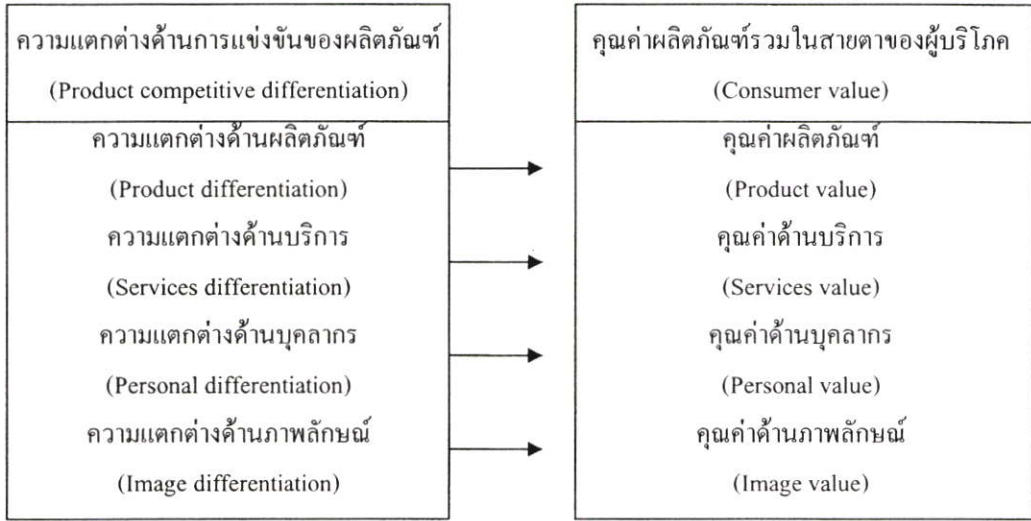 ความแตกต่างด้านการแข่งขันของผลิตภัณฑ์
(Product competitive differentiation)
ความแตกต่างด้านผลิตภัณฑ์
(Product differentiation)
ความแตกต่างด้านบริการ
(Services differentiation)
ความแตกต่างด้านบุคลากร
(Personal differentiation)
ความแตกต่างด้านภาพลักษณ์
(Image differentiation)
คุณค่าผลิตภัณฑ์รวมในสายตาของผู้บริโภค
(Consumer value)
คุณค่าผลิตภัณฑ์
(Product value)
คุณค่าด้านบริการ
(Services value)
คุณค่าด้านบุคลากร
(Personal value)
คุณค่าด้านภาพลักษณ์
(Image value)